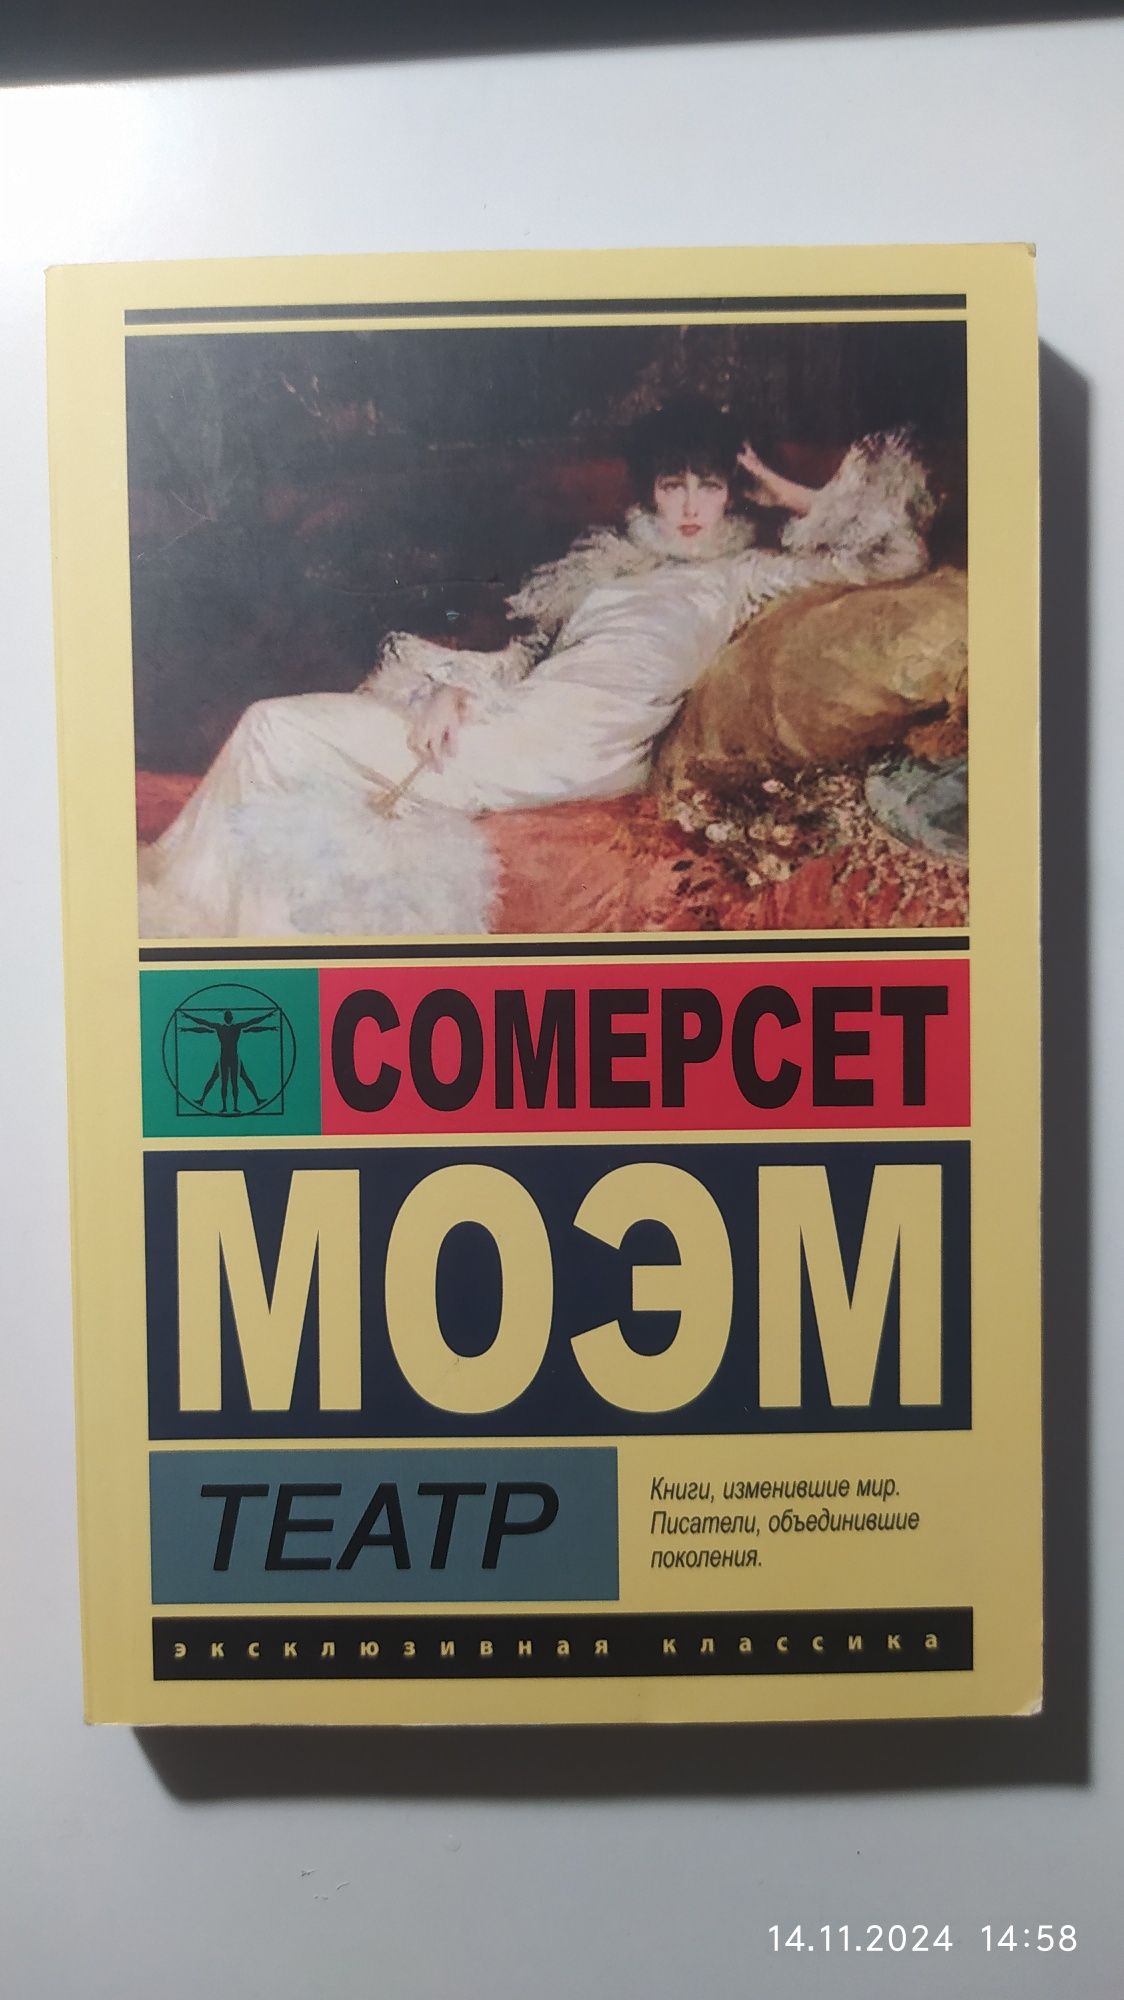 СОМЕРСЕТ
МОЭМ
ТЕАТР
Книги, изменившие мир.
Писатели, объединившие
поколения.
эксклюзивная классика
14.11.2024 14:58